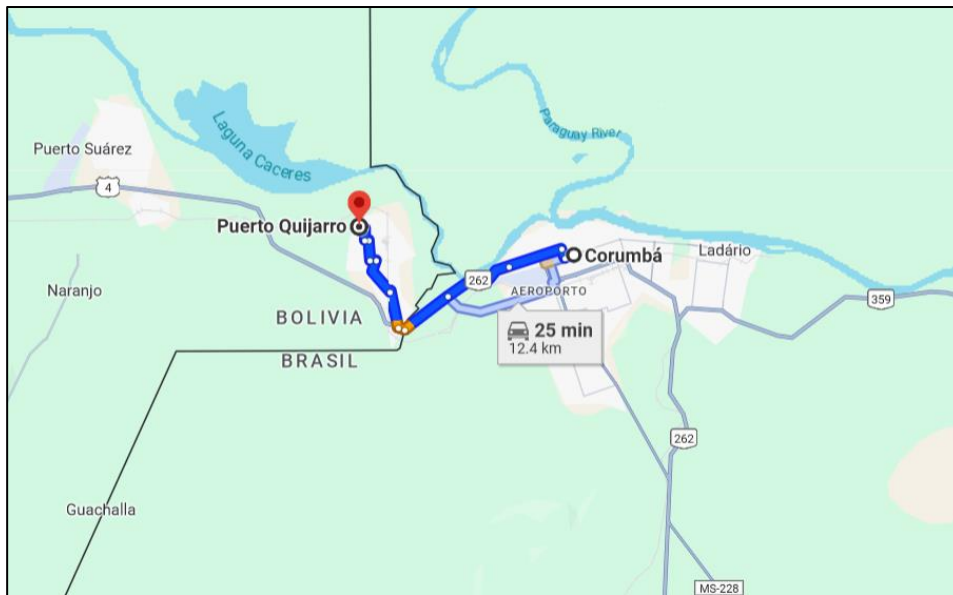 Paraguay River
Laguna Caceres
Puerto Suárez
4
Puerto Quijarro
Corumbá
Ladário
262
AEROPORTO
Naranjo
359
BOLIVIA
25 min
12.4 km
BRASIL
262
Guachalla
MS-228